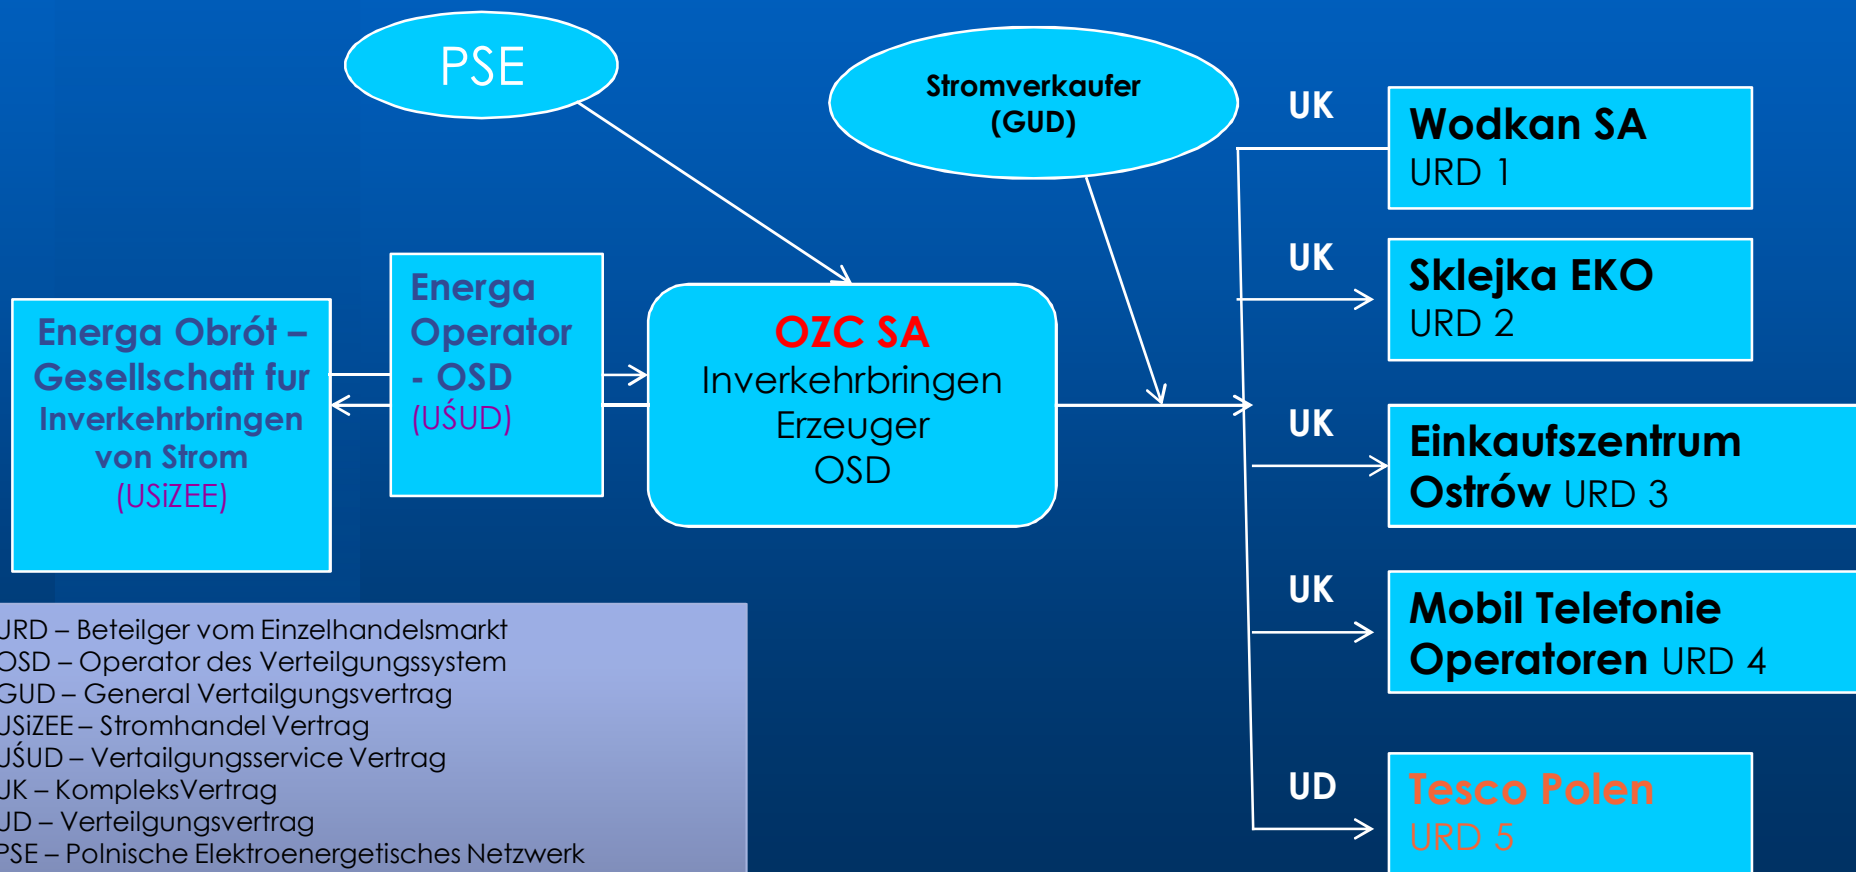 PSE
Stromverkaufer
(GUD)
Energa Obrót –
Gesellschaft fur
Inverkehrbringen
von Strom
(USiZEE)
Energa
Operator
- OSD
(UŚUD)
OZC SA
Inverkehrbringen
Erzeuger
OSD
UK
Wodkan SA
URD 1
UK
Sklejka EKO
URD 2
UK
Einkaufszentrum
Ostrów URD 3
UK
Mobil Telefonie
Operatoren URD 4
UD
Tesco Polen
URD 5
URD – Beteilger vom Einzelhandelsmarkt
OSD – Operator des Verteilgungssystem
GUD – General Vertailgungsvertrag
USiZEE – Stromhandel Vertrag
UŚUD – Vertailgungsservice Vertrag
UK – KompleksVertrag
UD – Verteilgungsvertrag
PSE – Polnische Elektroenergetisches Netzwerk